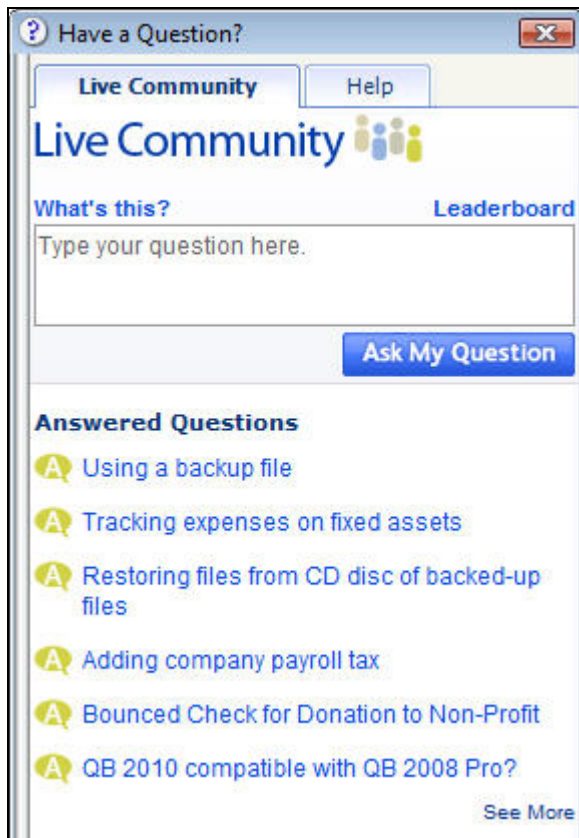 Have a Question?
Live Community Help
Live Community
What's this? Leaderboard
Type your question here.
Ask My Question
Answered Questions
Using a backup file
Tracking expenses on fixed assets
Restoring files from CD disc of backed-up
files
Adding company payroll tax
Bounced Check for Donation to Non-Profit
QB 2010 compatible with QB 2008 Pro?
See More